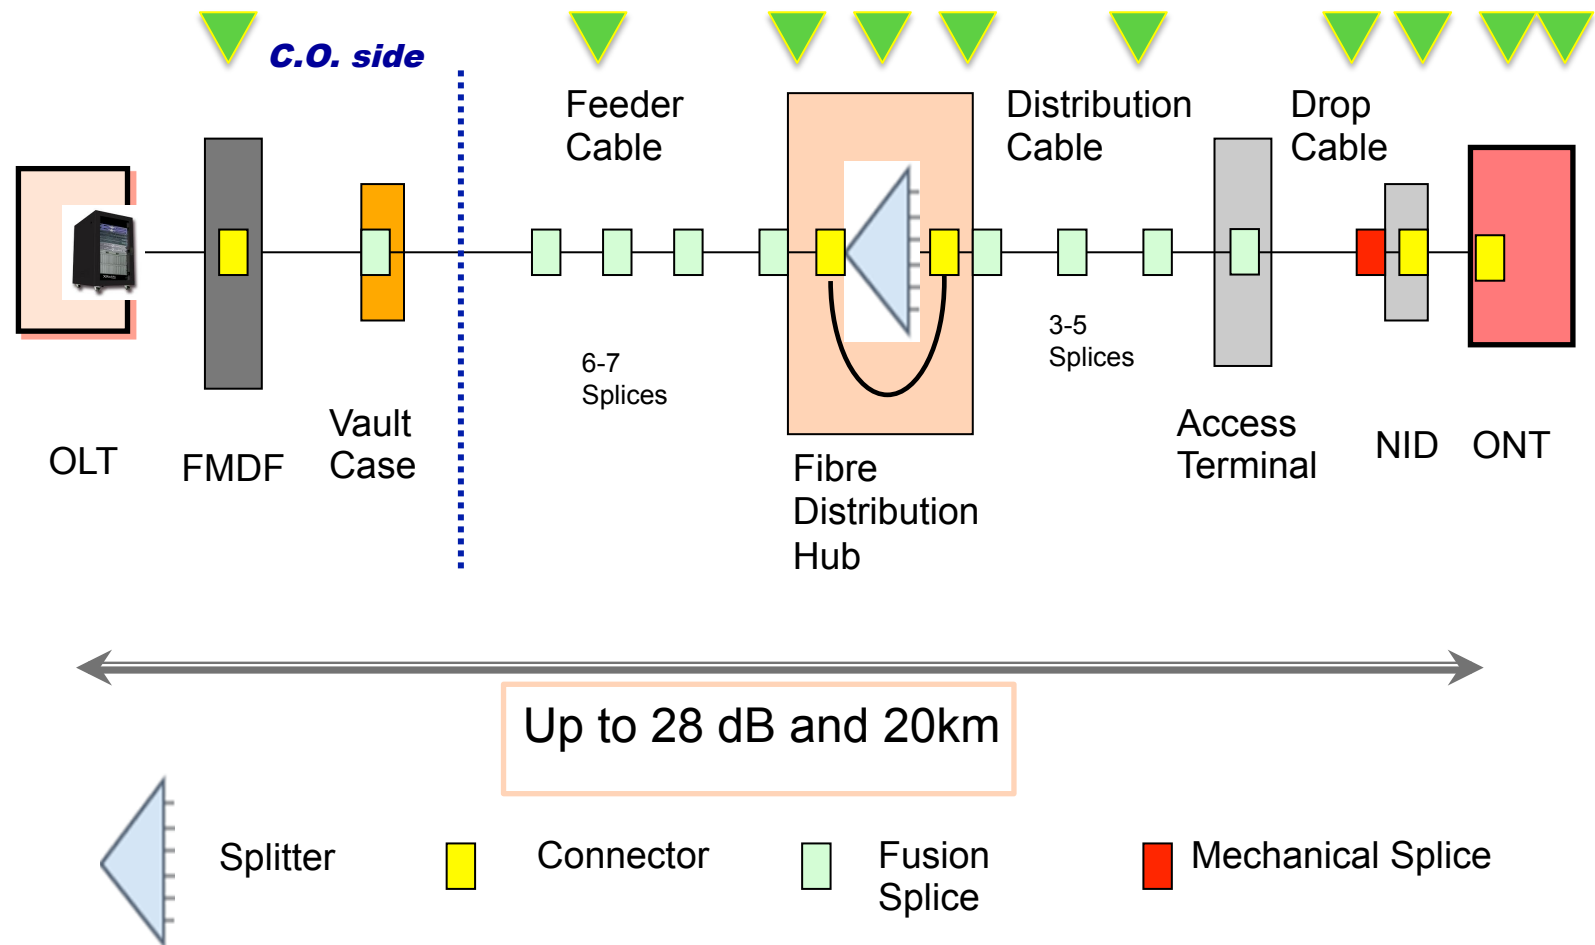 C.O. side
Feeder
Cable
Distribution
Cable
Drop
Cable
6-7
Splices
3-5
Splices
OLT
FMDF
Vault
Case
Fibre
Distribution
Hub
Access
Terminal
NID
ONT
Up to 28 dB and 20km
Splitter
Connector
Fusion
Splice
Mechanical Splice